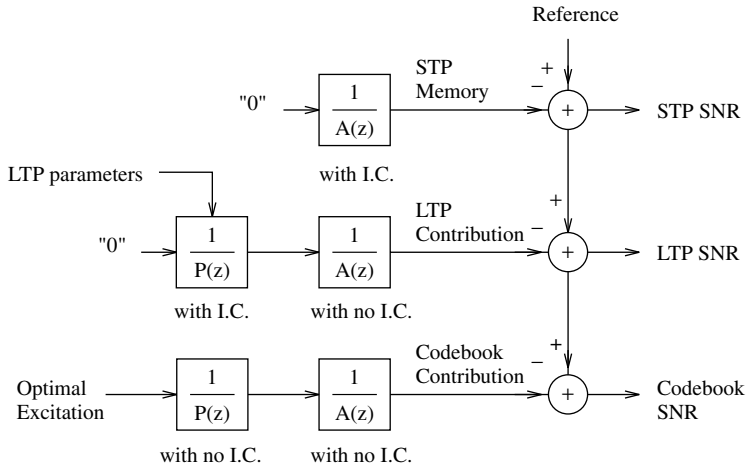 Reference
+
−
STP
Memory
"0"
1
A(z)
+
STP SNR
with I.C.
LTP parameters
+
−
LTP
Contribution
"0"
1
P(z)
1
A(z)
+
LTP SNR
with I.C.
with no I.C.
+
−
Codebook
Contribution
Optimal
Excitation
1
P(z)
1
A(z)
+
Codebook
SNR
with no I.C.
with no I.C.